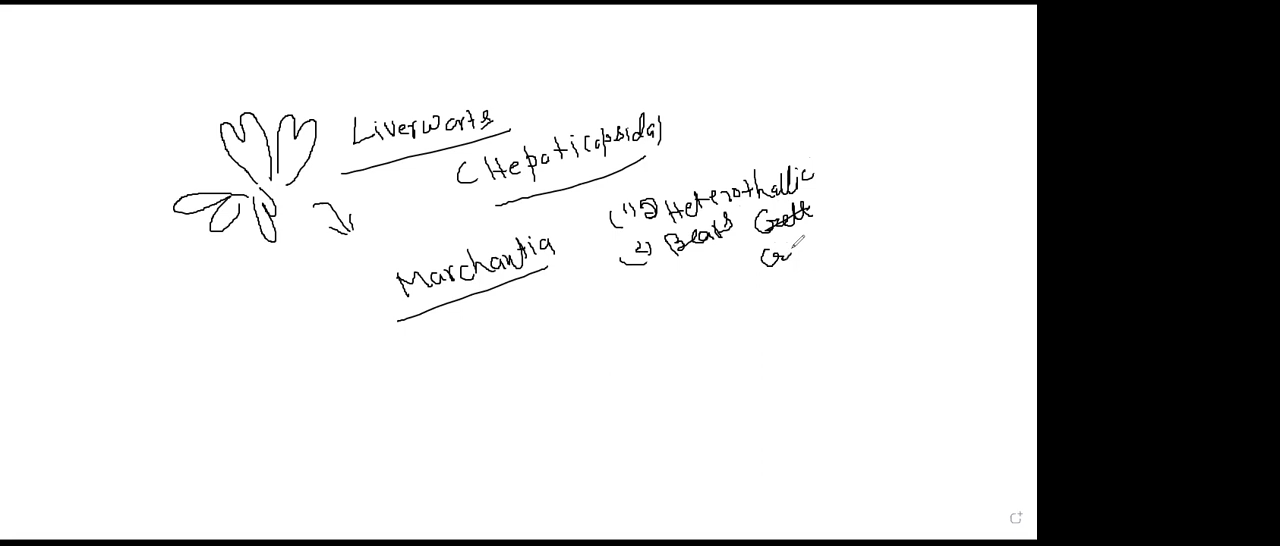 Liverworts
(Hepaticopsida)
(1) Heterothallic
(2) Bears
Marchantia